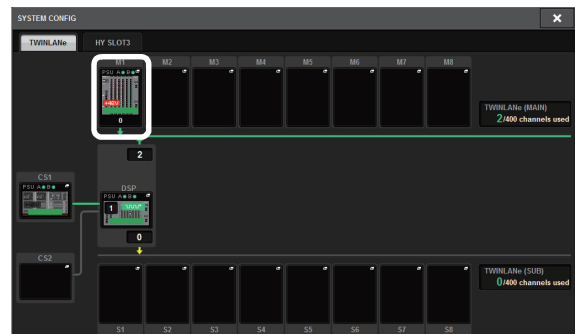 SYSTEM CONFIG
TWINLANe
HY SLOT3
M1 M2 M3 M4 M5 M6 M7 M8
PSU A B
+48V
0
TWINLANe (MAIN)
2/400 channels used
2
CS1
PSU A B
DSP
PSU A B
1
0
CS2
TWINLANe (SUB)
0/400 channels used
S1 S2 S3 S4 S5 S6 S7 S8